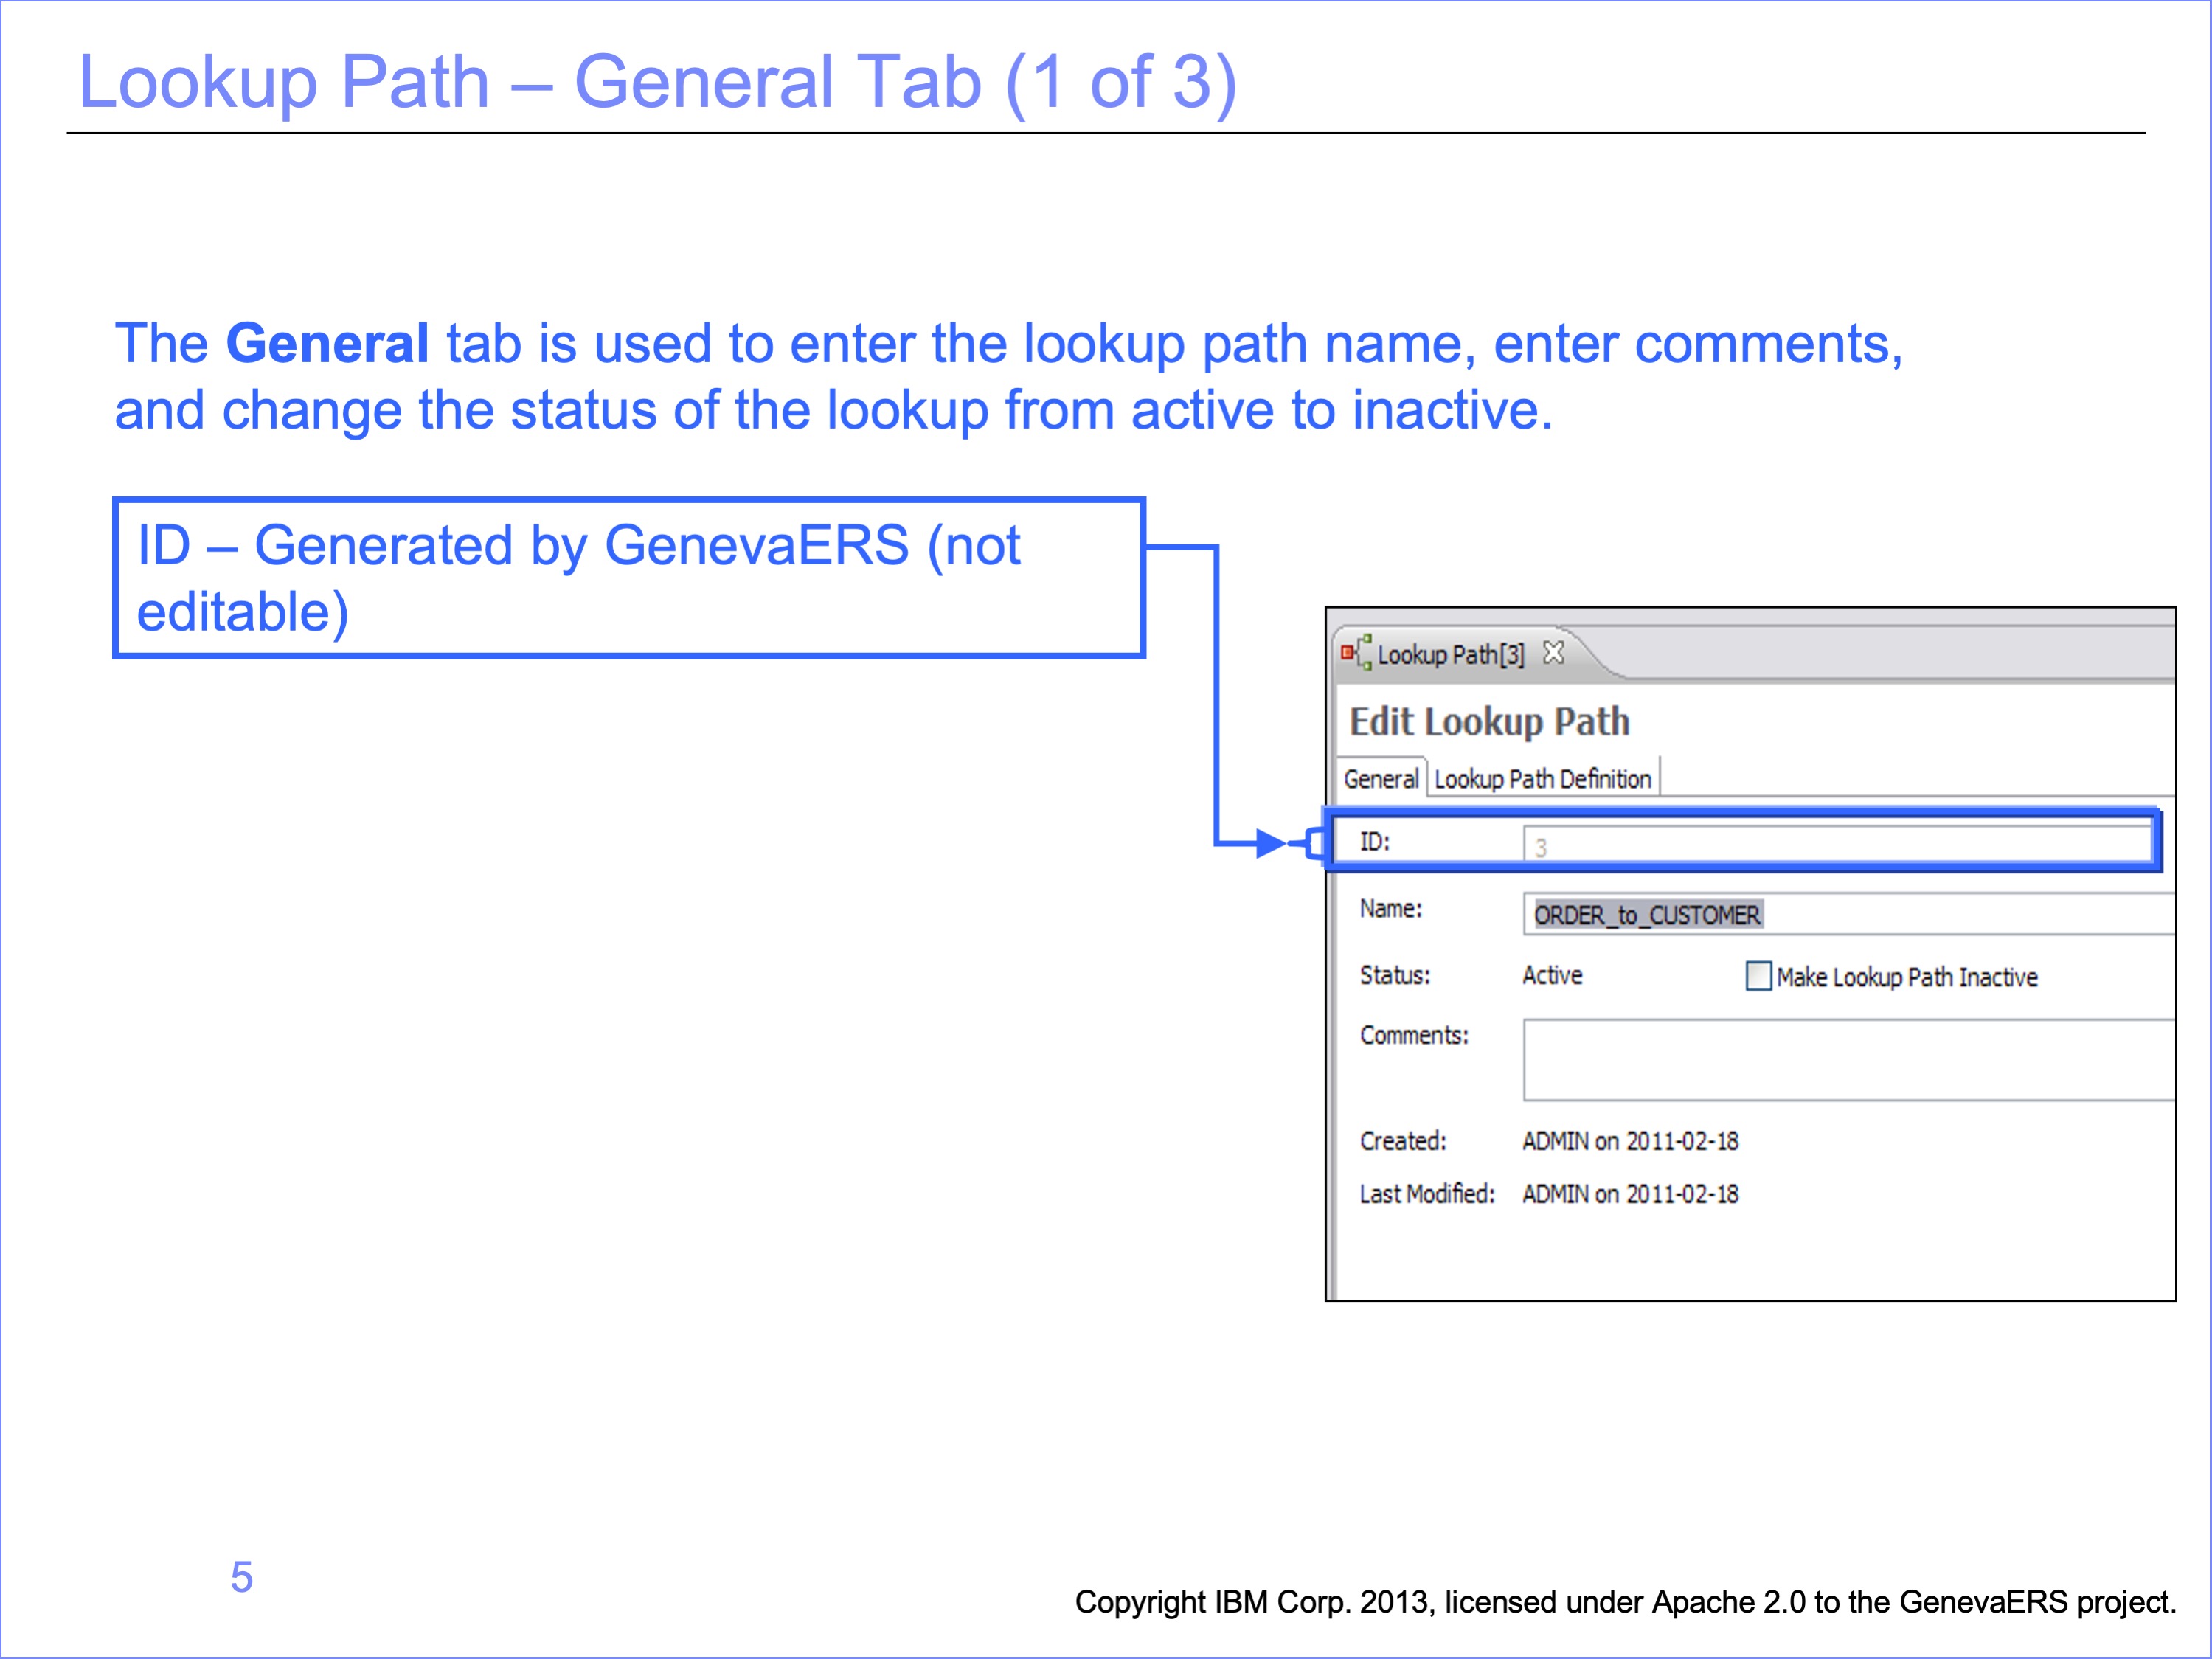 Lookup Path – General Tab (1 of 3)
The General tab is used to enter the lookup path name, enter comments,
and change the status of the lookup from active to inactive.
ID – Generated by GenevaERS (not
editable)
Lookup Path[3]
Edit Lookup Path
General Lookup Path Definition
ID: 3
Name: ORDER_to_CUSTOMER
Status: Active Make Lookup Path Inactive
Comments:
Created: ADMIN on 2011-02-18
Last Modified: ADMIN on 2011-02-18
5
Copyright IBM Corp. 2013, licensed under Apache 2.0 to the GenevaERS project.